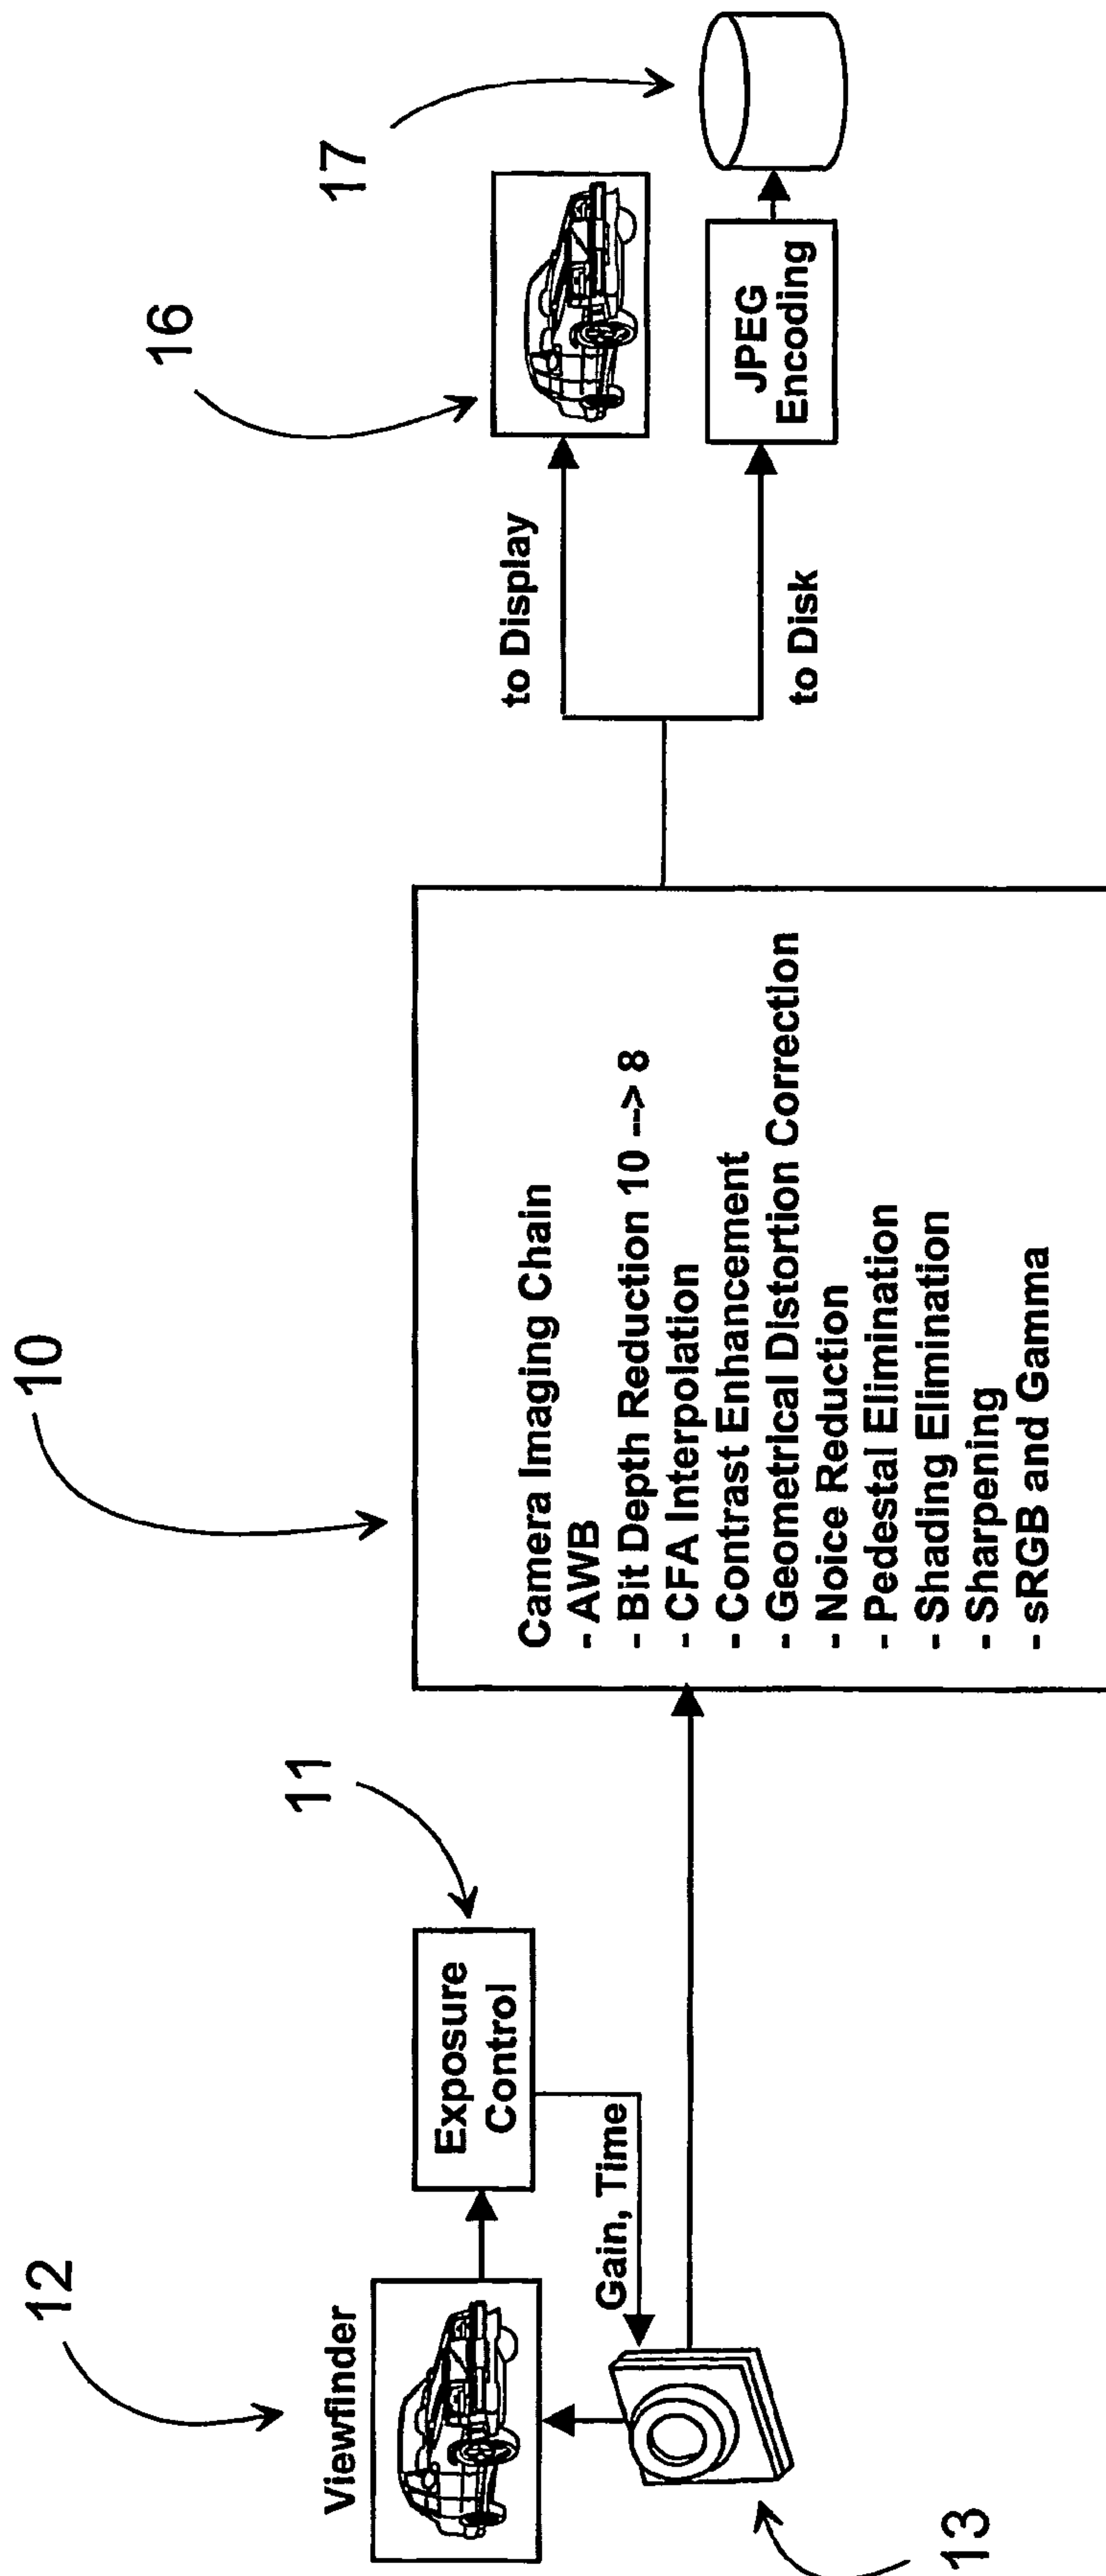 12
Viewfinder
11
Exposure
Control
Gain, Time
13
10
Camera Imaging Chain
- AWB
- Bit Depth Reduction 10 --> 8
- CFA Interpolation
- Contrast Enhancement
- Geometrical Distortion Correction
- Noice Reduction
- Pedestal Elimination
- Shading Elimination
- Sharpening
- sRGB and Gamma
16
to Display
to Disk
17
JPEG
Encoding